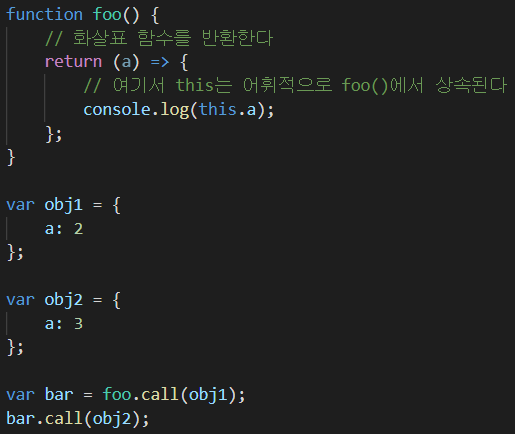 function foo() {
    // 화살표 함수를 반환한다
    return (a) => {
        // 여기서 this는 어휘적으로 foo()에서 상속된다
        console.log(this.a);
    };
}

var obj1 = {
    a: 2
};

var obj2 = {
    a: 3
};

var bar = foo.call(obj1);
bar.call(obj2);